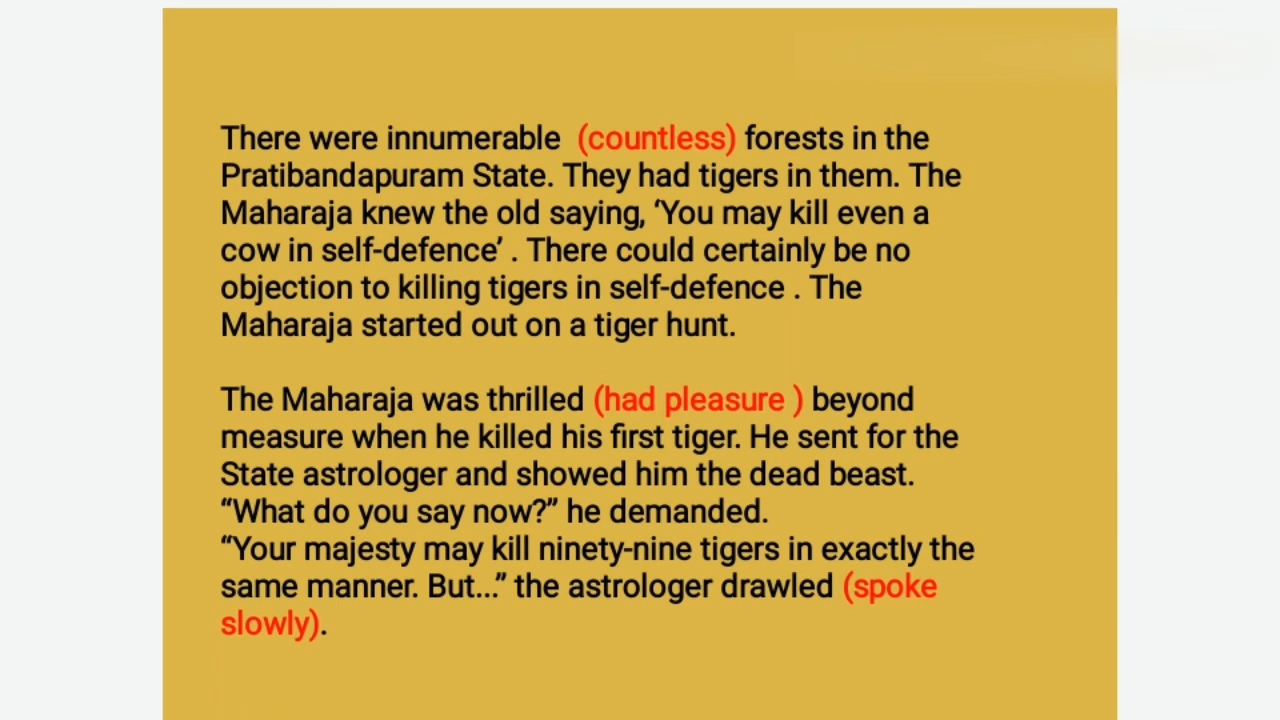 There were innumerable (countless) forests in the
Pratibandapuram State. They had tigers in them. The
Maharaja knew the old saying, ‘You may kill even a
cow in self-defence’ . There could certainly be no
objection to killing tigers in self-defence . The
Maharaja started out on a tiger hunt.
The Maharaja was thrilled (had pleasure ) beyond
measure when he killed his first tiger. He sent for the
State astrologer and showed him the dead beast.
“What do you say now?” he demanded.
“Your majesty may kill ninety-nine tigers in exactly the
same manner. But...” the astrologer drawled (spoke
slowly).